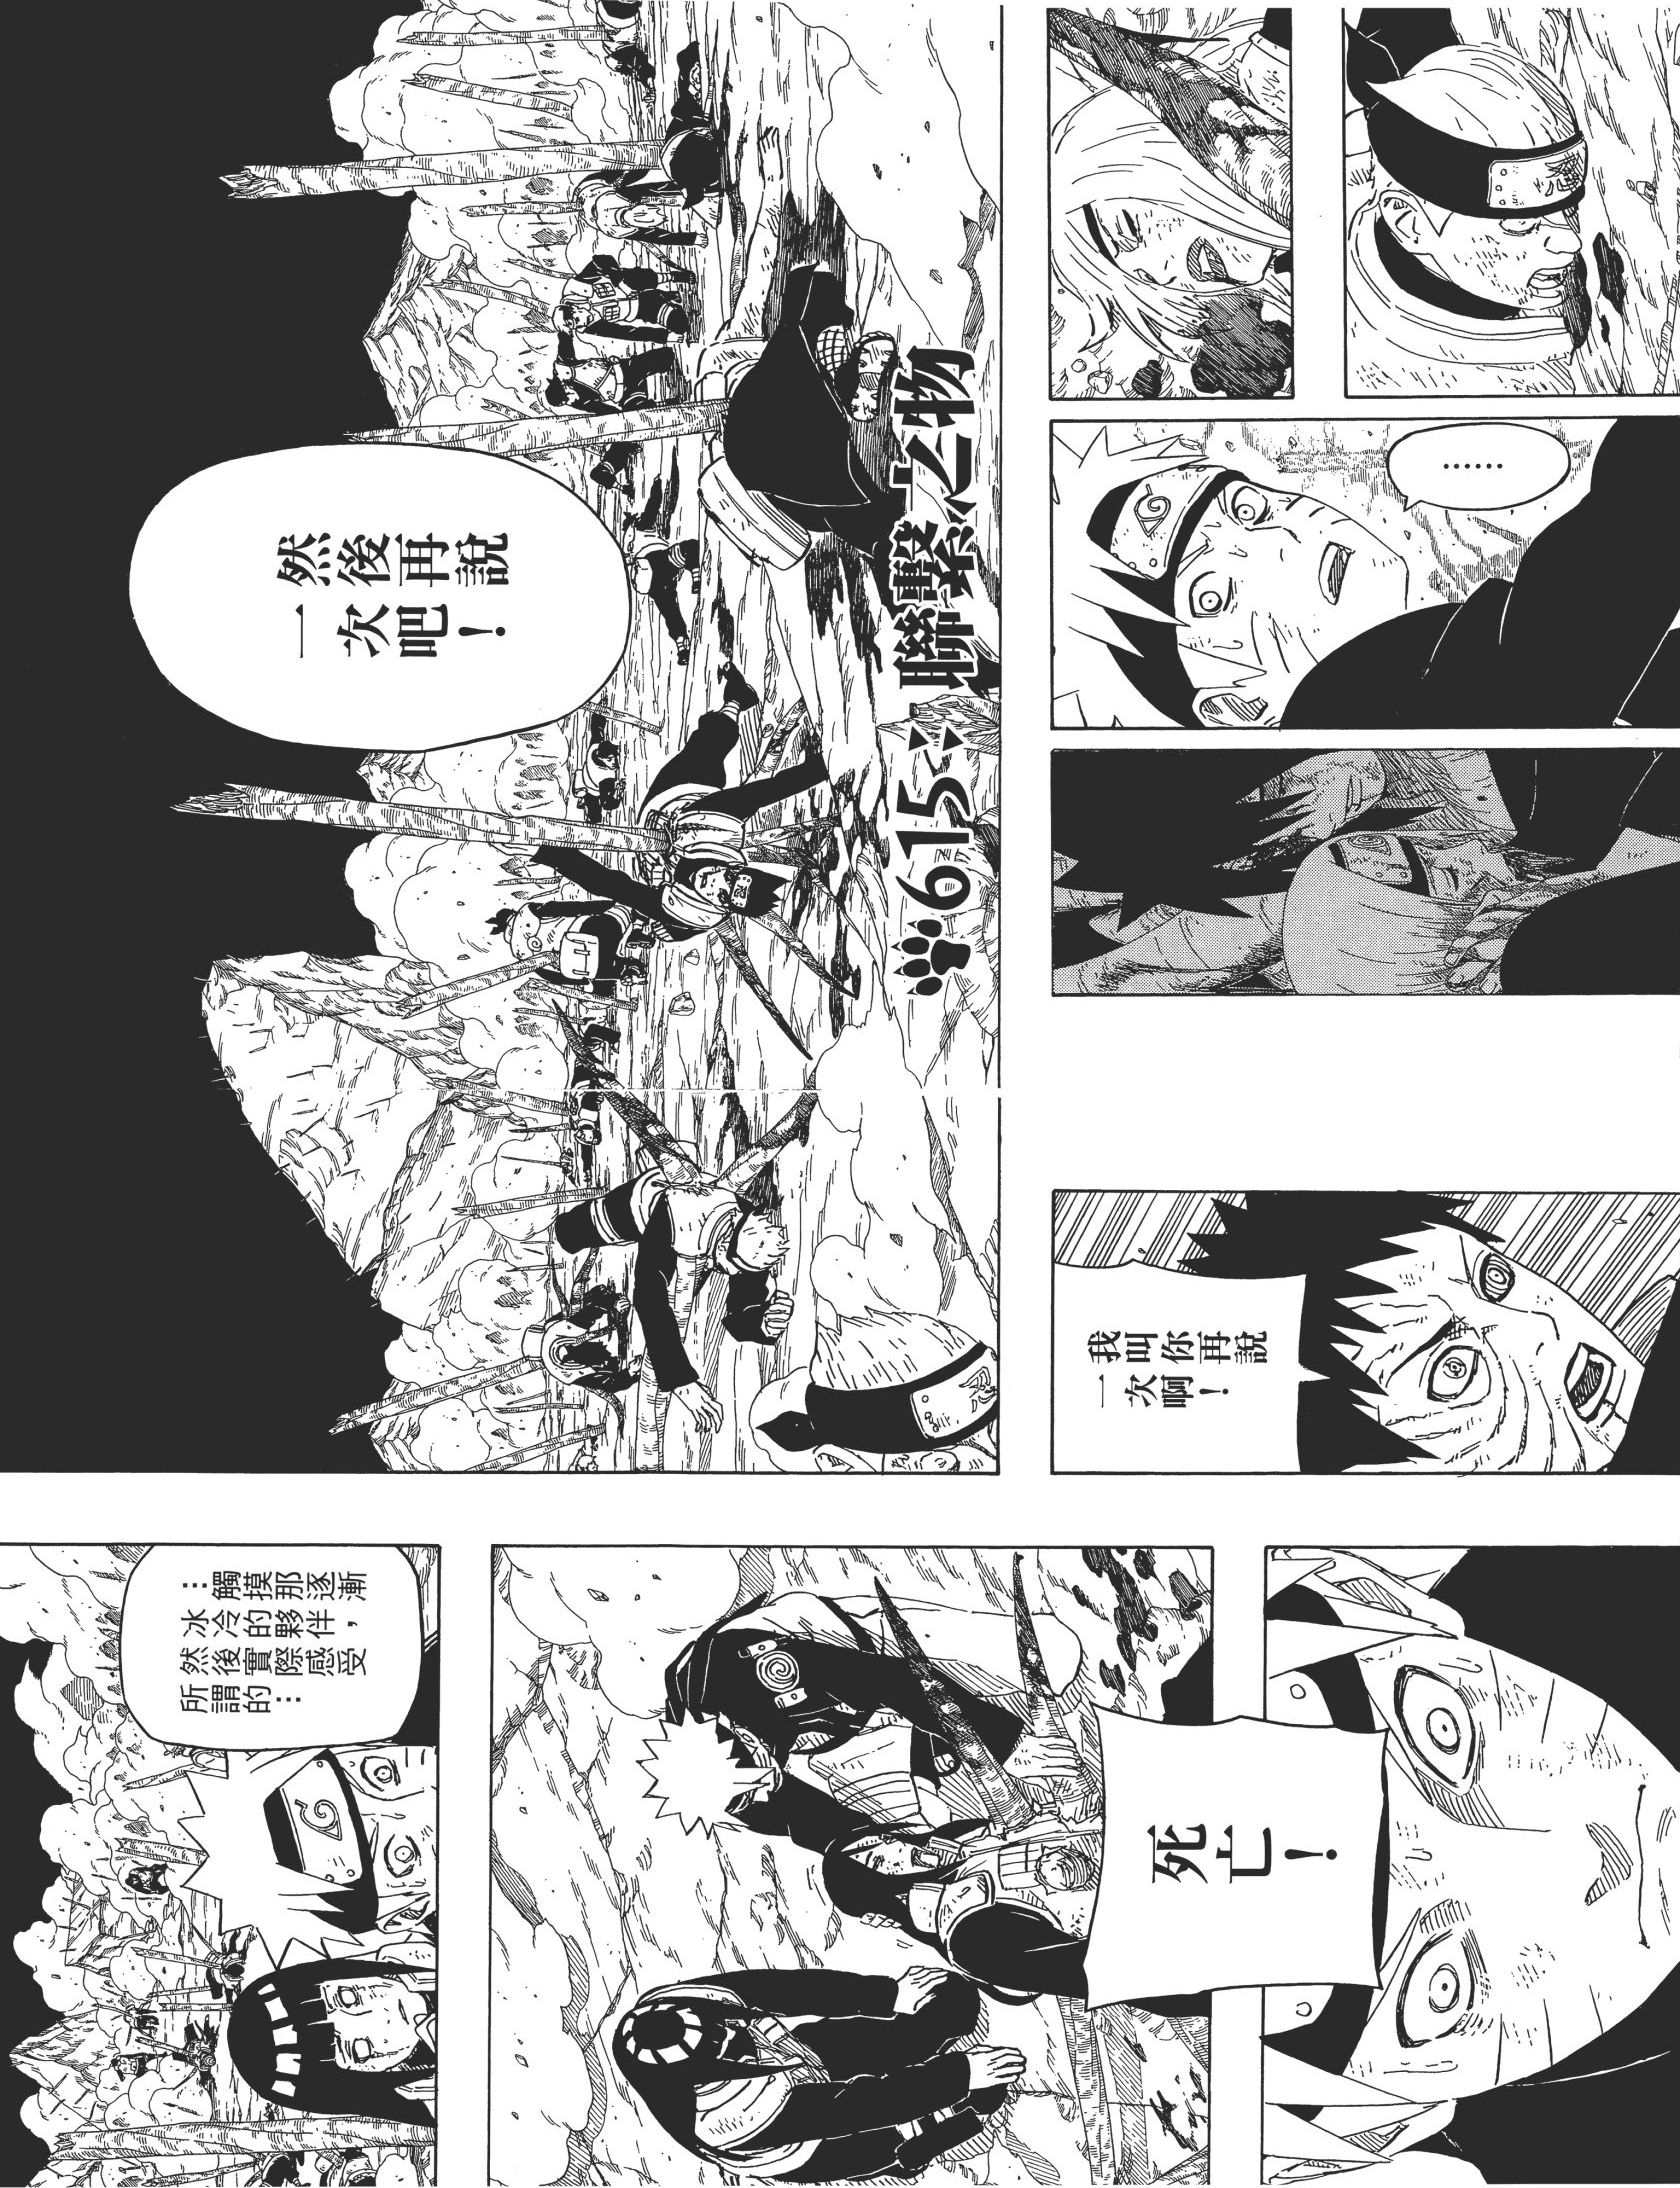 然後再說
一次吧！
615：聯繫之物
……
我叫你再說
一次啊！
…觸摸那逐漸
冰冷的夥伴，
然後實際感受
所謂的…
死亡！